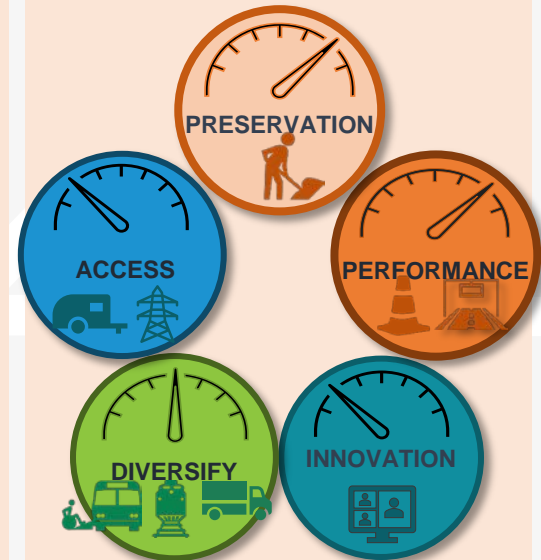 PRESERVATION
ACCESS
PERFORMANCE
DIVERSIFY
INNOVATION